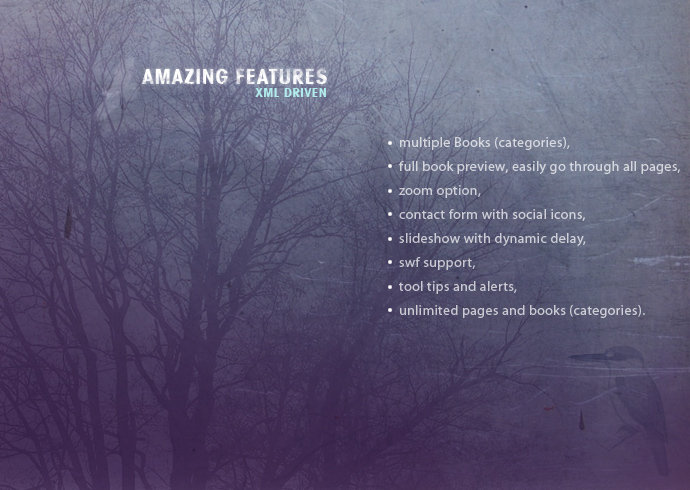 AMAZING FEATURES
XML DRIVEN
• multiple Books (categories),
• full book preview, easily go through all pages,
• zoom option,
• contact form with social icons,
• slideshow with dynamic delay,
• swf support,
• tool tips and alerts,
• unlimited pages and books (categories).